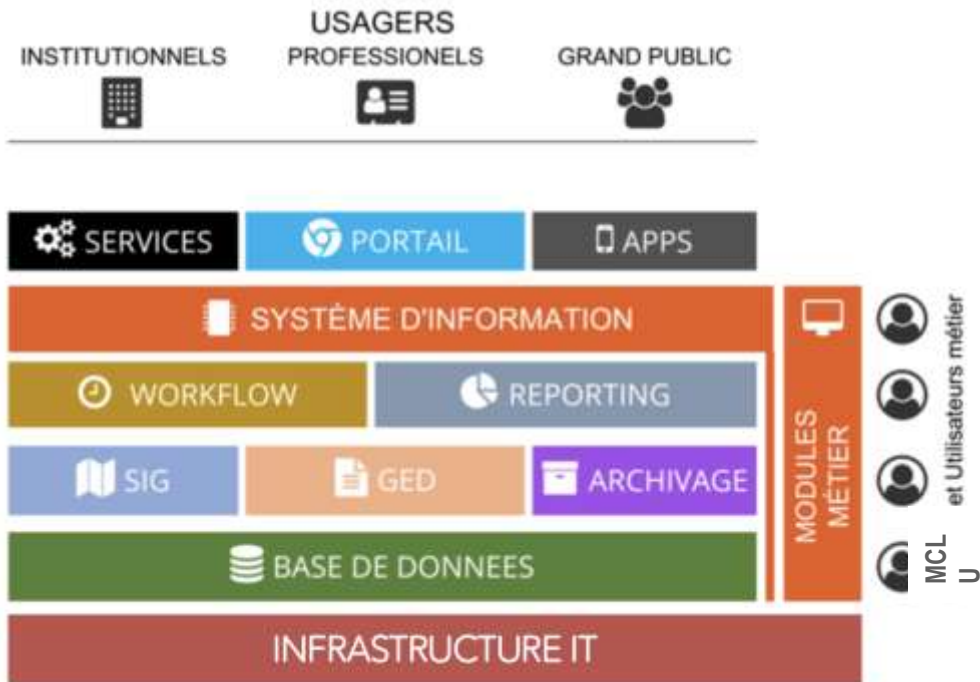 USAGERS
INSTITUTIONNELS
PROFESSIONELS
GRAND PUBLIC
SERVICES
PORTAIL
APPS
SYSTÈME D'INFORMATION
WORKFLOW
REPORTING
SIG
GED
ARCHIVAGE
BASE DE DONNEES
INFRASTRUCTURE IT
MODULES
MÉTIER
MCL
U
et Utilisateurs métier